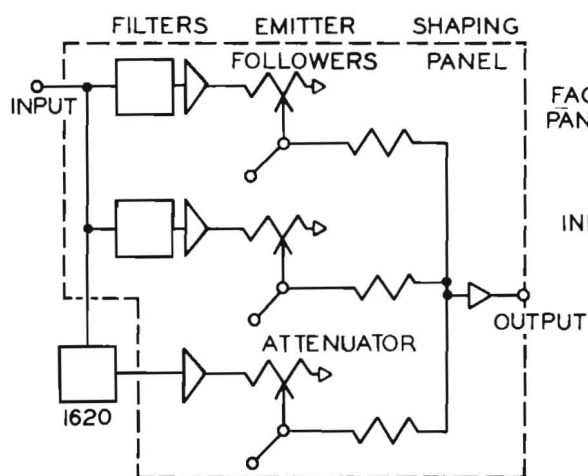 FILTERS EMITTER SHAPING
FOLLOWERS PANEL
INPUT
ATTENUATOR
OUTPUT
1620